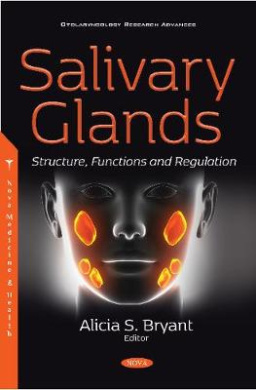 Otolaryngology Research Advances
Salivary
Glands
Structure, Functions and Regulation
Nova Medicine & Health
Alicia S. Bryant
Editor
NOVA